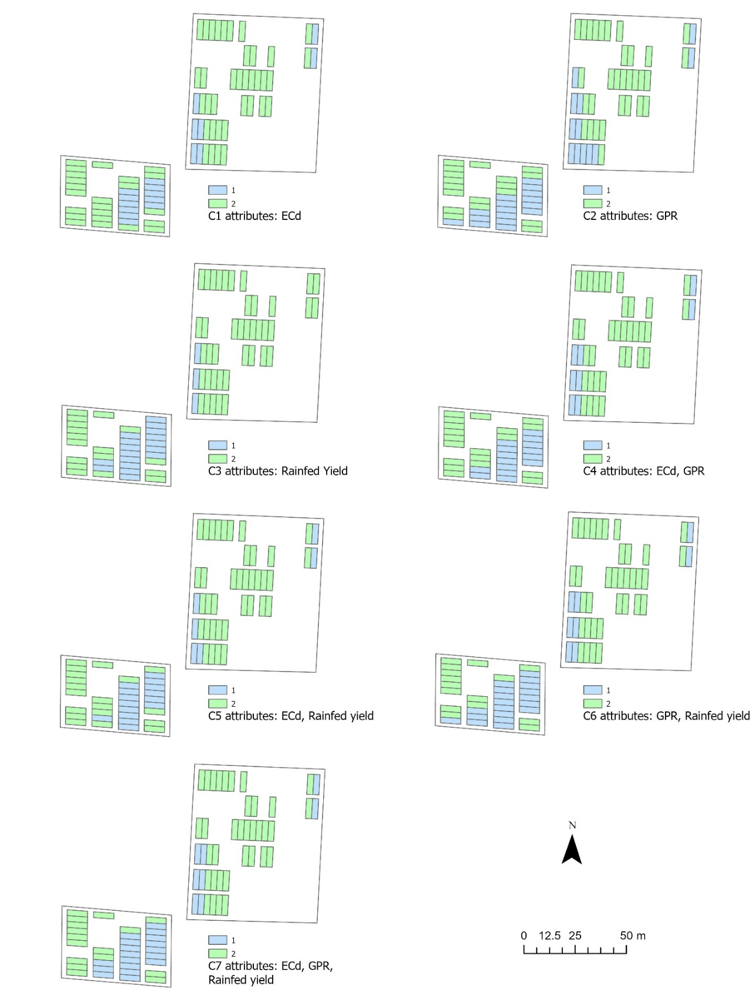 1
2
C1 attributes: ECd
1
2
C2 attributes: GPR
1
2
C3 attributes: Rainfed Yield
1
2
C4 attributes: ECd, GPR
1
2
C5 attributes: ECd, Rainfed yield
1
2
C6 attributes: GPR, Rainfed yield
1
2
C7 attributes: ECd, GPR,
Rainfed yield
N
0 12.5 25 50 m